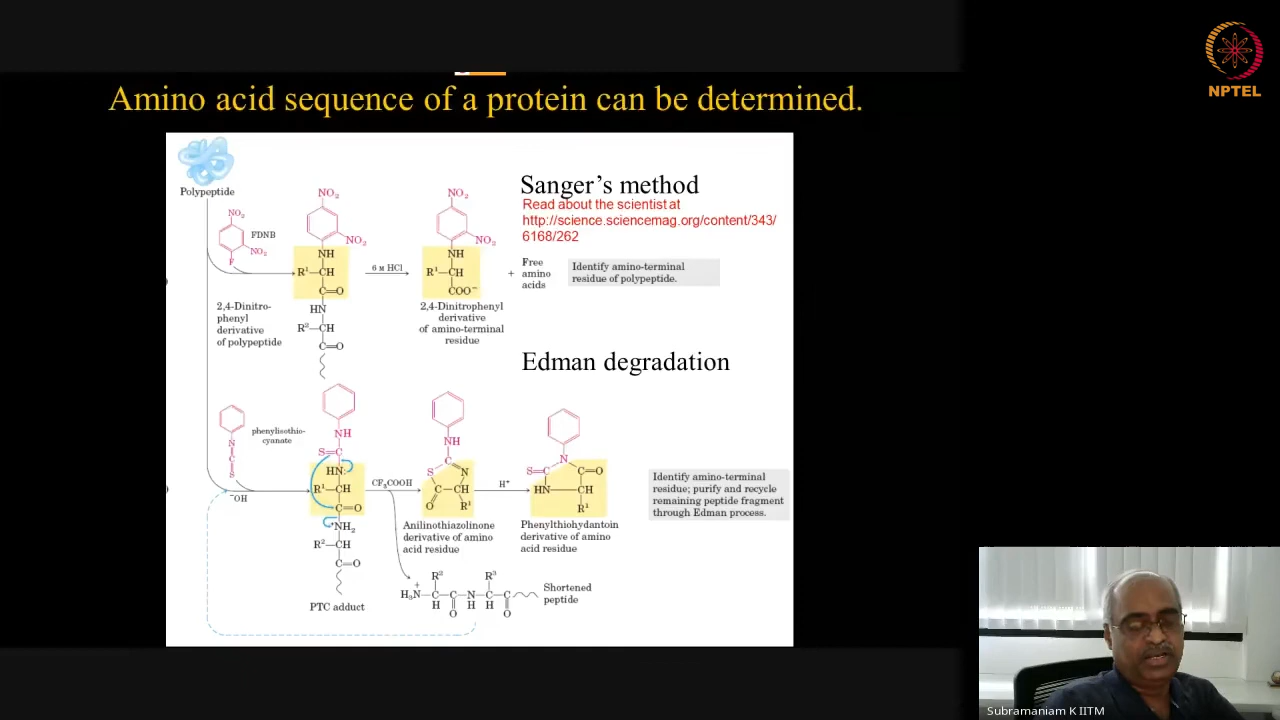 NPTEL
Amino acid sequence of a protein can be determined.
Polypeptide
NO₂
FDNB
NO₂
F
2,4-Dinitro-
phenyl
derivative
of polypeptide
NO₂
NO₂
NH
R¹—CH
C=O
HN
R²—CH
C=O
6 M HCl
NO₂
NO₂
NH
R¹—CH
COO⁻
2,4-Dinitrophenyl
derivative
of amino-terminal
residue
+
Free
amino
acids
Sanger's method
Read about the scientist at
http://science.sciencemag.org/content/343/
6168/262
Identify amino-terminal
residue of polypeptide.
Edman degradation
phenylisothio-
cyanate
N
C
S
⁻OH
NH
S=C
HN:
R¹—CH
C=O
NH₂
R²—CH
C=O
PTC adduct
CF₃COOH
NH
C
S
N
C—CH
O
R¹
Anilinothiazolinone
derivative of amino
acid residue
H⁺
N
S=C
C=O
HN
CH
R¹
Phenylthiohydantoin
derivative of amino
acid residue
Identify amino-terminal
residue; purify and recycle
remaining peptide fragment
through Edman process.
R²
R³
+
H₃N—C—C—N—C—C
H
O
H
H
O
Shortened
peptide
Subramaniam K IITM